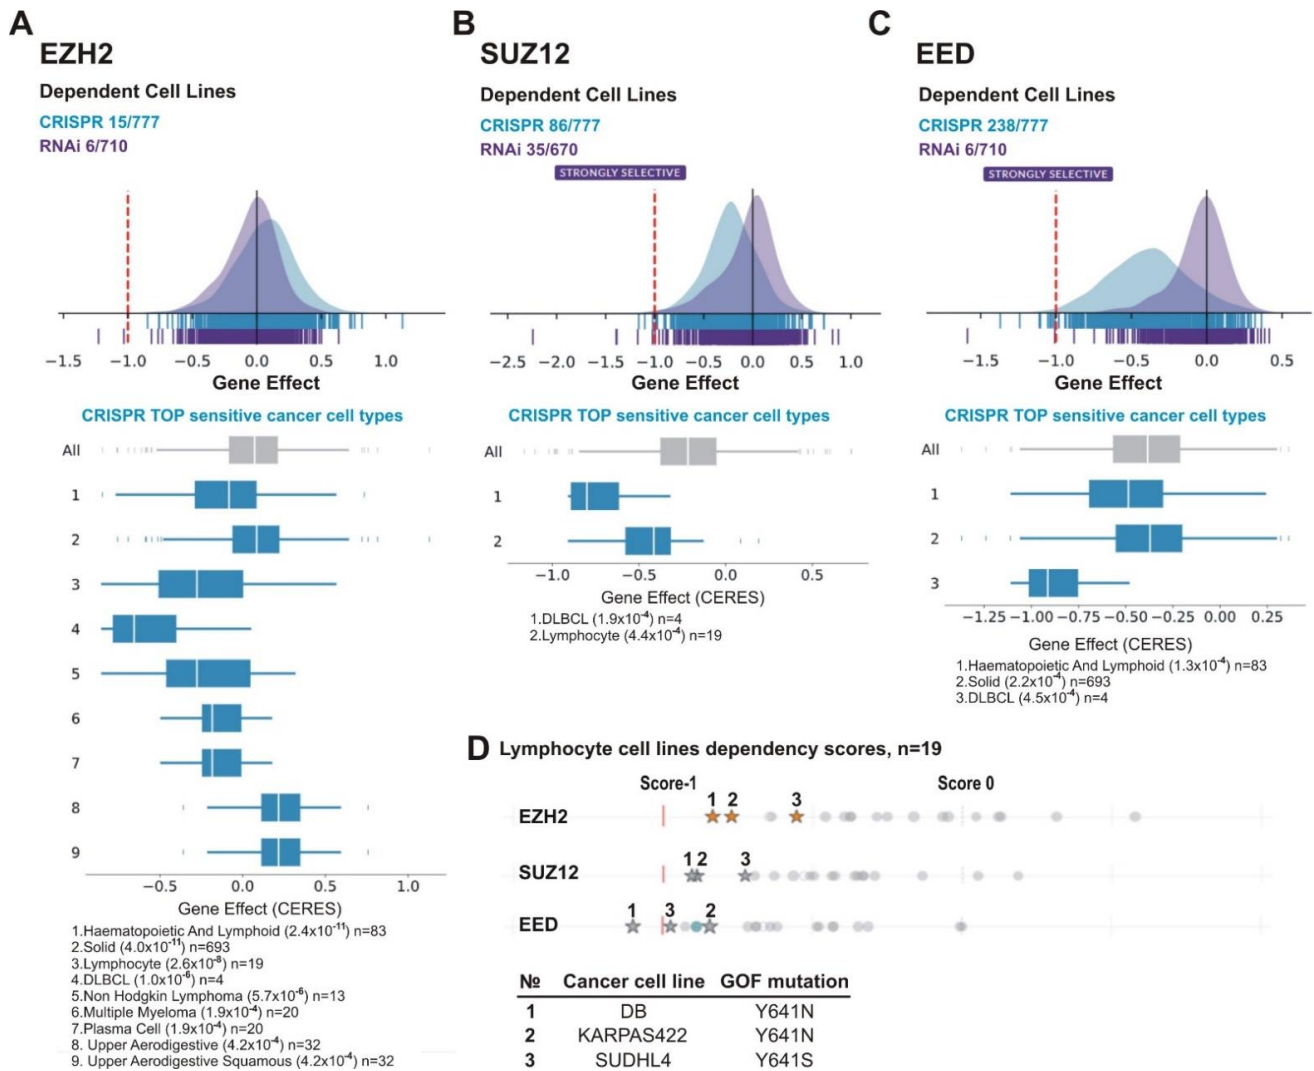 A
EZH2
Dependent Cell Lines
CRISPR 15/777
RNAi 6/710
−1.5 −1.0 −0.5 0.0 0.5 1.0
Gene Effect
CRISPR TOP sensitive cancer cell types
All
1
2
3
4
5
6
7
8
9
−0.5 0.0 0.5 1.0
Gene Effect (CERES)
1.Haematopoietic And Lymphoid (2.4x10⁻¹¹) n=83
2.Solid (4.0x10⁻¹¹) n=693
3.Lymphocyte (2.6x10⁻⁸) n=19
4.DLBCL (1.0x10⁻⁶) n=4
5.Non Hodgkin Lymphoma (5.7x10⁻⁶) n=13
6.Multiple Myeloma (1.9x10⁻⁴) n=20
7.Plasma Cell (1.9x10⁻⁴) n=20
8. Upper Aerodigestive (4.2x10⁻⁴) n=32
9. Upper Aerodigestive Squamous (4.2x10⁻⁴) n=32
B
SUZ12
Dependent Cell Lines
CRISPR 86/777
RNAi 35/670
STRONGLY SELECTIVE
−2.5 −2.0 −1.5 −1.0 −0.5 0.0 0.5 1.0
Gene Effect
CRISPR TOP sensitive cancer cell types
All
1
2
−1.0 −0.5 0.0 0.5
Gene Effect (CERES)
1.DLBCL (1.9x10⁻⁴) n=4
2.Lymphocyte (4.4x10⁻⁴) n=19
C
EED
Dependent Cell Lines
CRISPR 238/777
RNAi 6/710
STRONGLY SELECTIVE
−1.5 −1.0 −0.5 0.0 0.5
Gene Effect
CRISPR TOP sensitive cancer cell types
All
1
2
3
−1.25 −1.00 −0.75 −0.50 −0.25 0.00 0.25
Gene Effect (CERES)
1.Haematopoietic And Lymphoid (1.3x10⁻⁴) n=83
2.Solid (2.2x10⁻⁴) n=693
3.DLBCL (4.5x10⁻⁴) n=4
D Lymphocyte cell lines dependency scores, n=19
Score-1 Score 0
1 2 3
EZH2
1 2 3
SUZ12
1 3 2
EED
№ Cancer cell line GOF mutation
1 DB Y641N
2 KARPAS422 Y641N
3 SUDHL4 Y641S